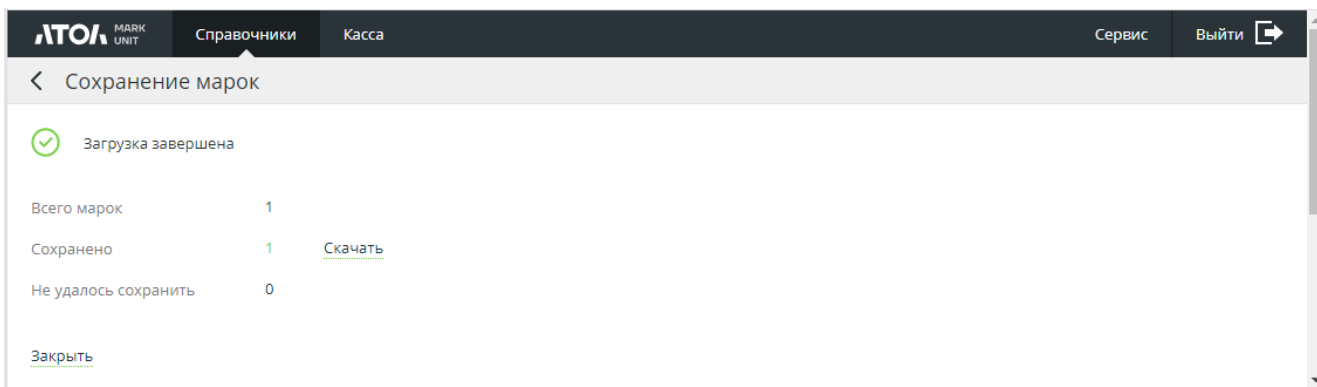 АТОЛ MARK UNIT Справочники Касса Сервис Выйти
Сохранение марок
Загрузка завершена
Всего марок 1
Сохранено 1 Скачать
Не удалось сохранить 0
Закрыть